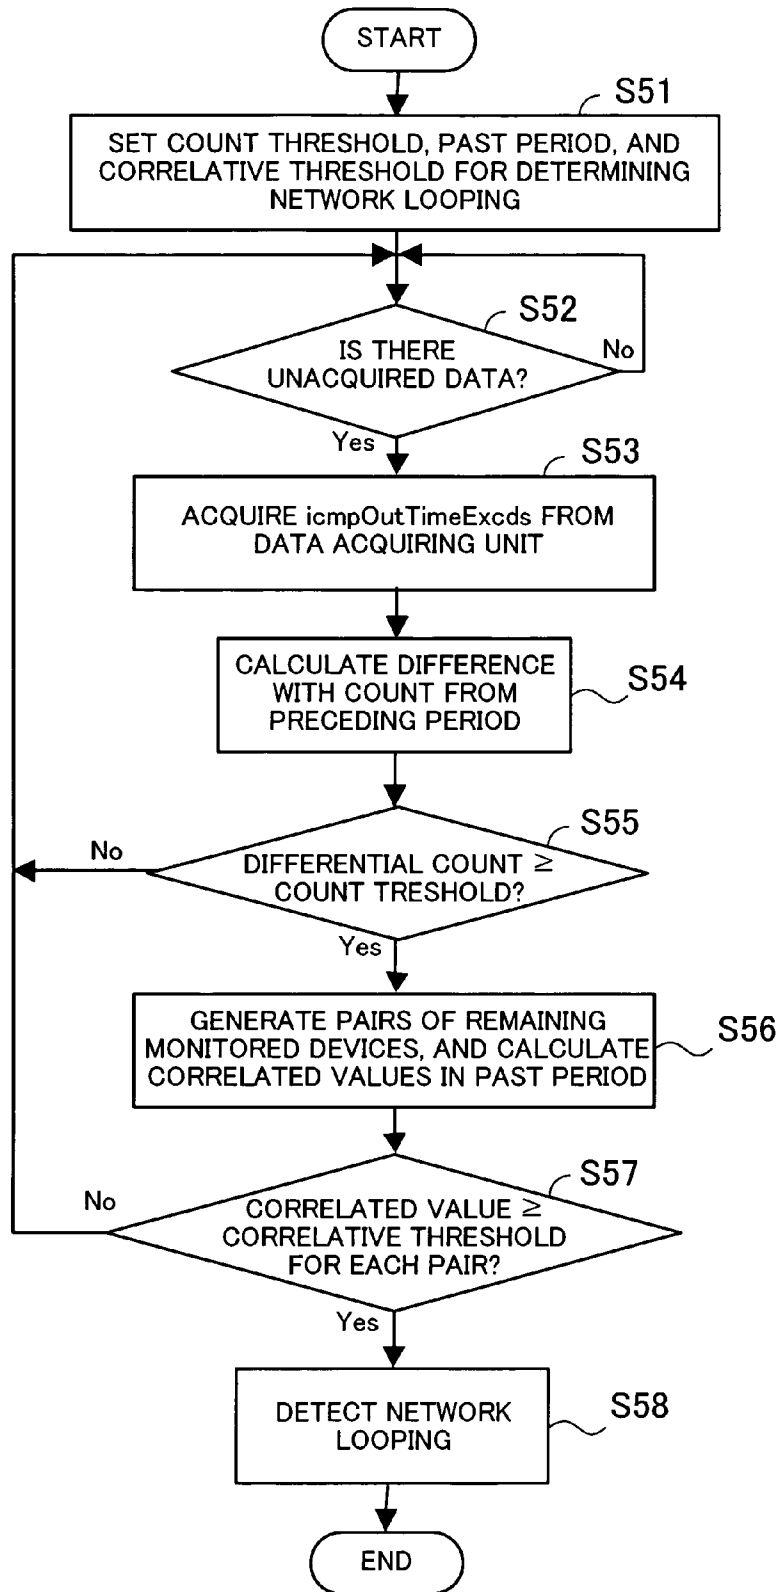 START
S51
SET COUNT THRESHOLD, PAST PERIOD, AND
CORRELATIVE THRESHOLD FOR DETERMINING
NETWORK LOOPING
S52
IS THERE
UNACQUIRED DATA?
No
Yes
S53
ACQUIRE icmpOutTimeExcds FROM
DATA ACQUIRING UNIT
CALCULATE DIFFERENCE
WITH COUNT FROM
PRECEDING PERIOD
S54
S55
No
DIFFERENTIAL COUNT ≧
COUNT TRESHOLD?
Yes
GENERATE PAIRS OF REMAINING
MONITORED DEVICES, AND CALCULATE
CORRELATED VALUES IN PAST PERIOD
S56
S57
No
CORRELATED VALUE ≧
CORRELATIVE THRESHOLD
FOR EACH PAIR?
Yes
DETECT NETWORK
LOOPING
S58
END